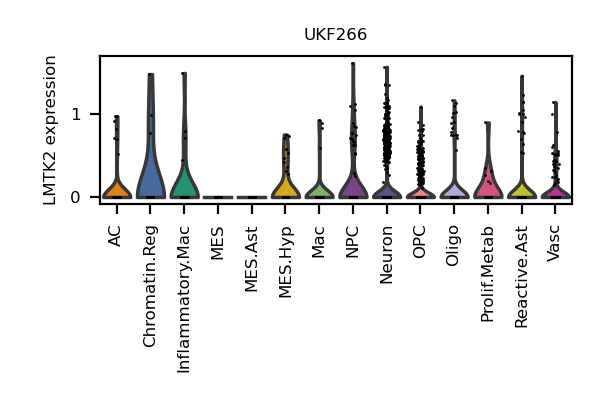 UKF266
LMTK2 expression
1
0
AC
Chromatin.Reg
Inflammatory.Mac
MES
MES.Ast
MES.Hyp
Mac
NPC
Neuron
OPC
Oligo
Prolif.Metab
Reactive.Ast
Vasc